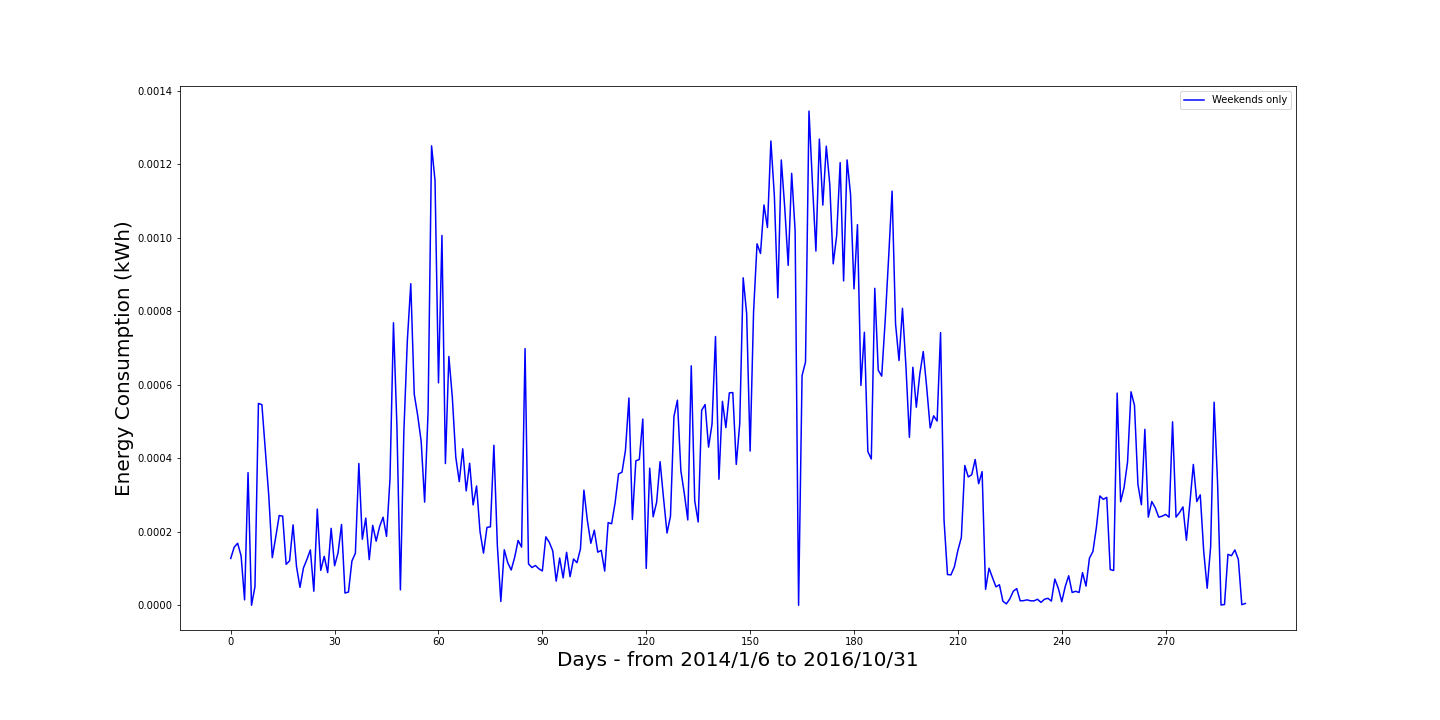 0.0014
Weekends only
0.0012
0.0010
0.0008
0.0006
0.0004
0.0002
0.0000
Energy Consumption (kWh)
0 30 60 90 120 150 180 210 240 270
Days - from 2014/1/6 to 2016/10/31